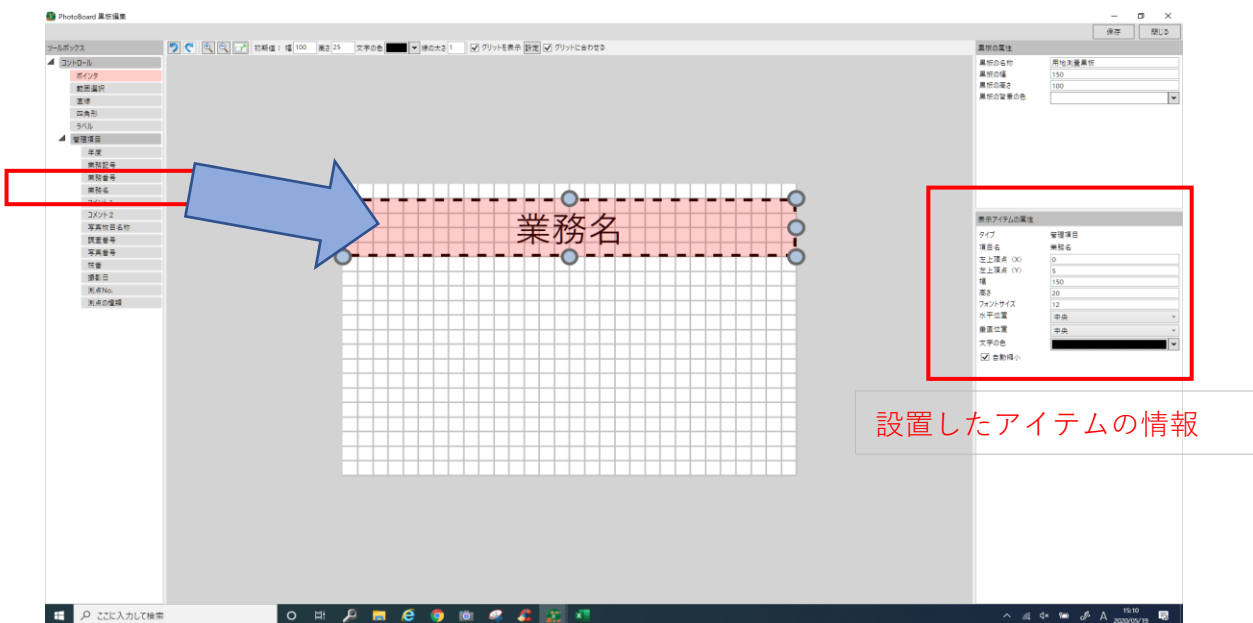 PhotoBoard 黒板編集
保存 閉じる
ツールボックス
初期値: 幅 100 高さ 25 文字の色 線の太さ 1 グリットを表示 設定 グリットに合わせる
コントロール
ポインタ
範囲選択
直線
四角形
ラベル
管理項目
年度
業務記号
業務番号
業務名
コメント2
写真枚目名称
調査番号
写真番号
枝番
撮影日
測点No.
測点の種類
業務名
黒板の属性
黒板の名称 用地測量黒板
黒板の幅 150
黒板の高さ 100
黒板の背景の色
表示アイテムの属性
タイプ 管理項目
項目名 業務名
左上頂点 (X) 0
左上頂点 (Y) 5
幅 150
高さ 20
フォントサイズ 12
水平位置 中央
垂直位置 中央
文字の色
自動縮小
設置したアイテムの情報
ここに入力して検索
A
15:10
2020/05/19